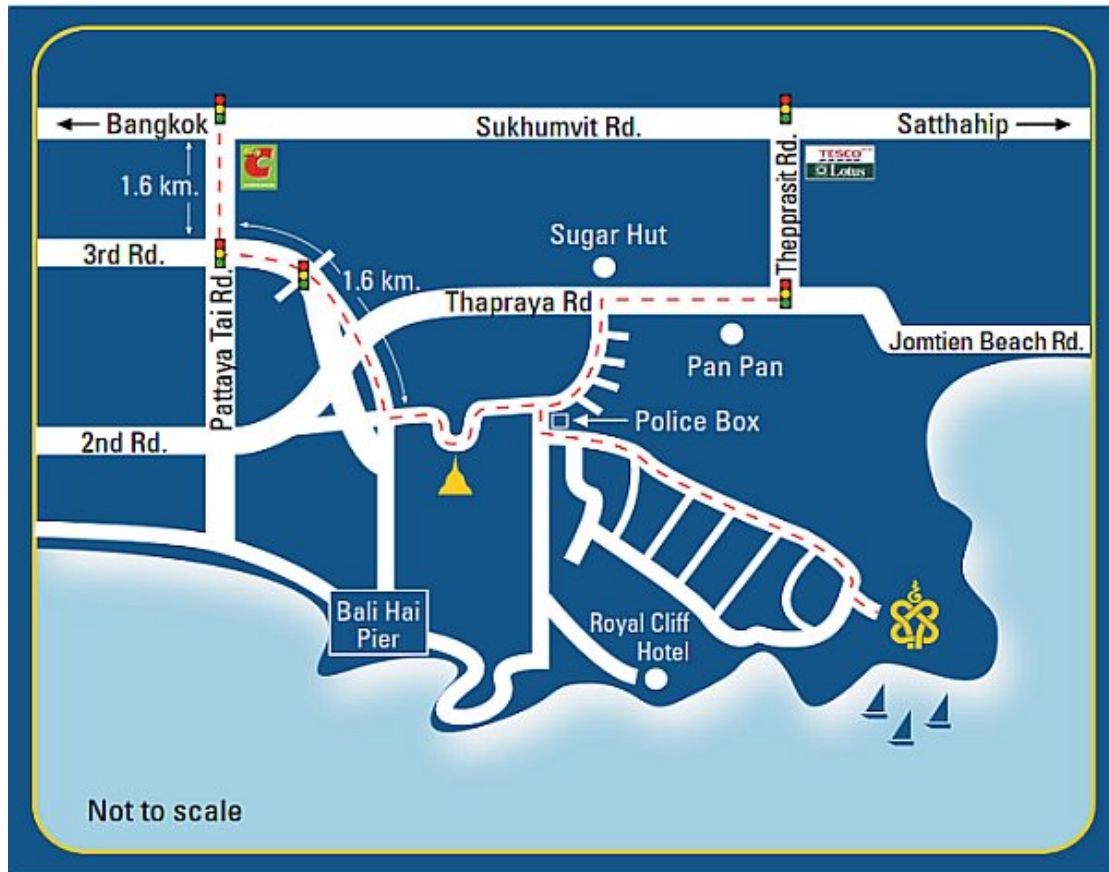 ← Bangkok
Sukhumvit Rd.
Satthahip →
C
TESCO
Lotus
1.6 km.
Thepprasit Rd.
Sugar Hut
3rd Rd.
1.6 km.
Pattaya Tai Rd.
Thapraya Rd
Jomtien Beach Rd.
Pan Pan
Police Box
2nd Rd.
Bali Hai
Pier
Royal Cliff
Hotel
Not to scale